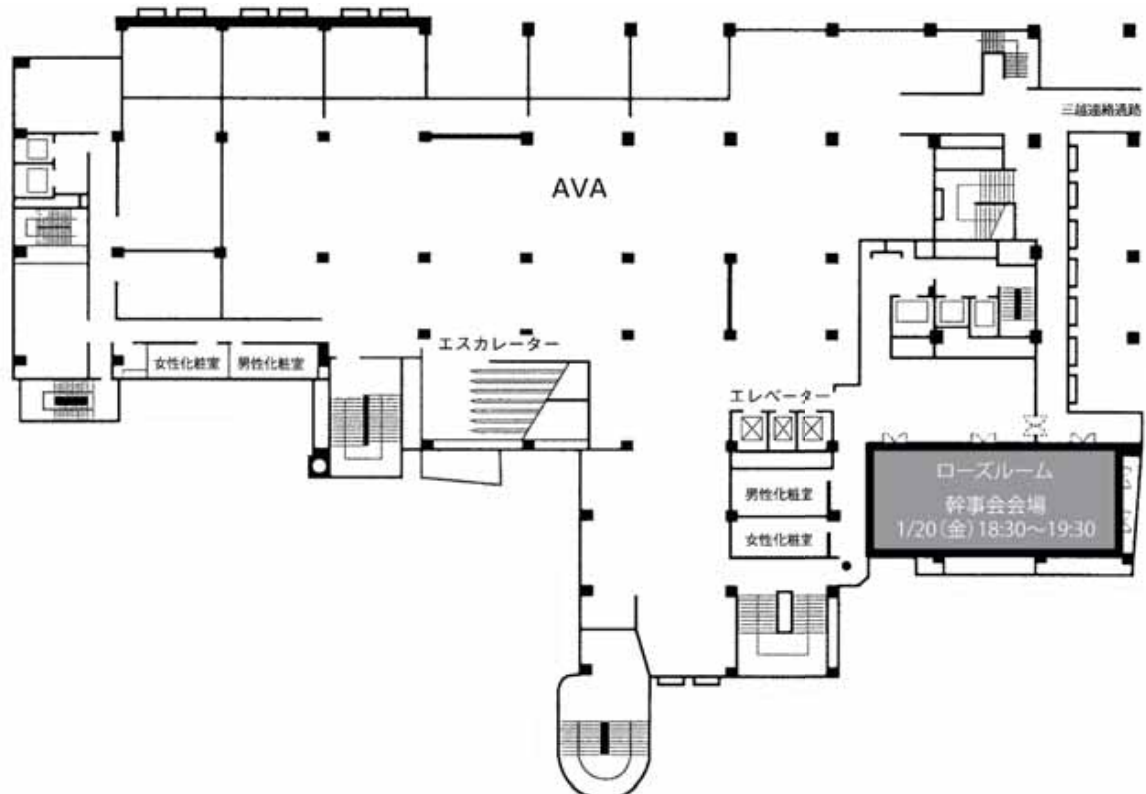 三越連絡通路
AVA
エスカレーター
女性化粧室
男性化粧室
エレベーター
ローズルーム
幹事会会場
1/20(金)18:30〜19:30
男性化粧室
女性化粧室